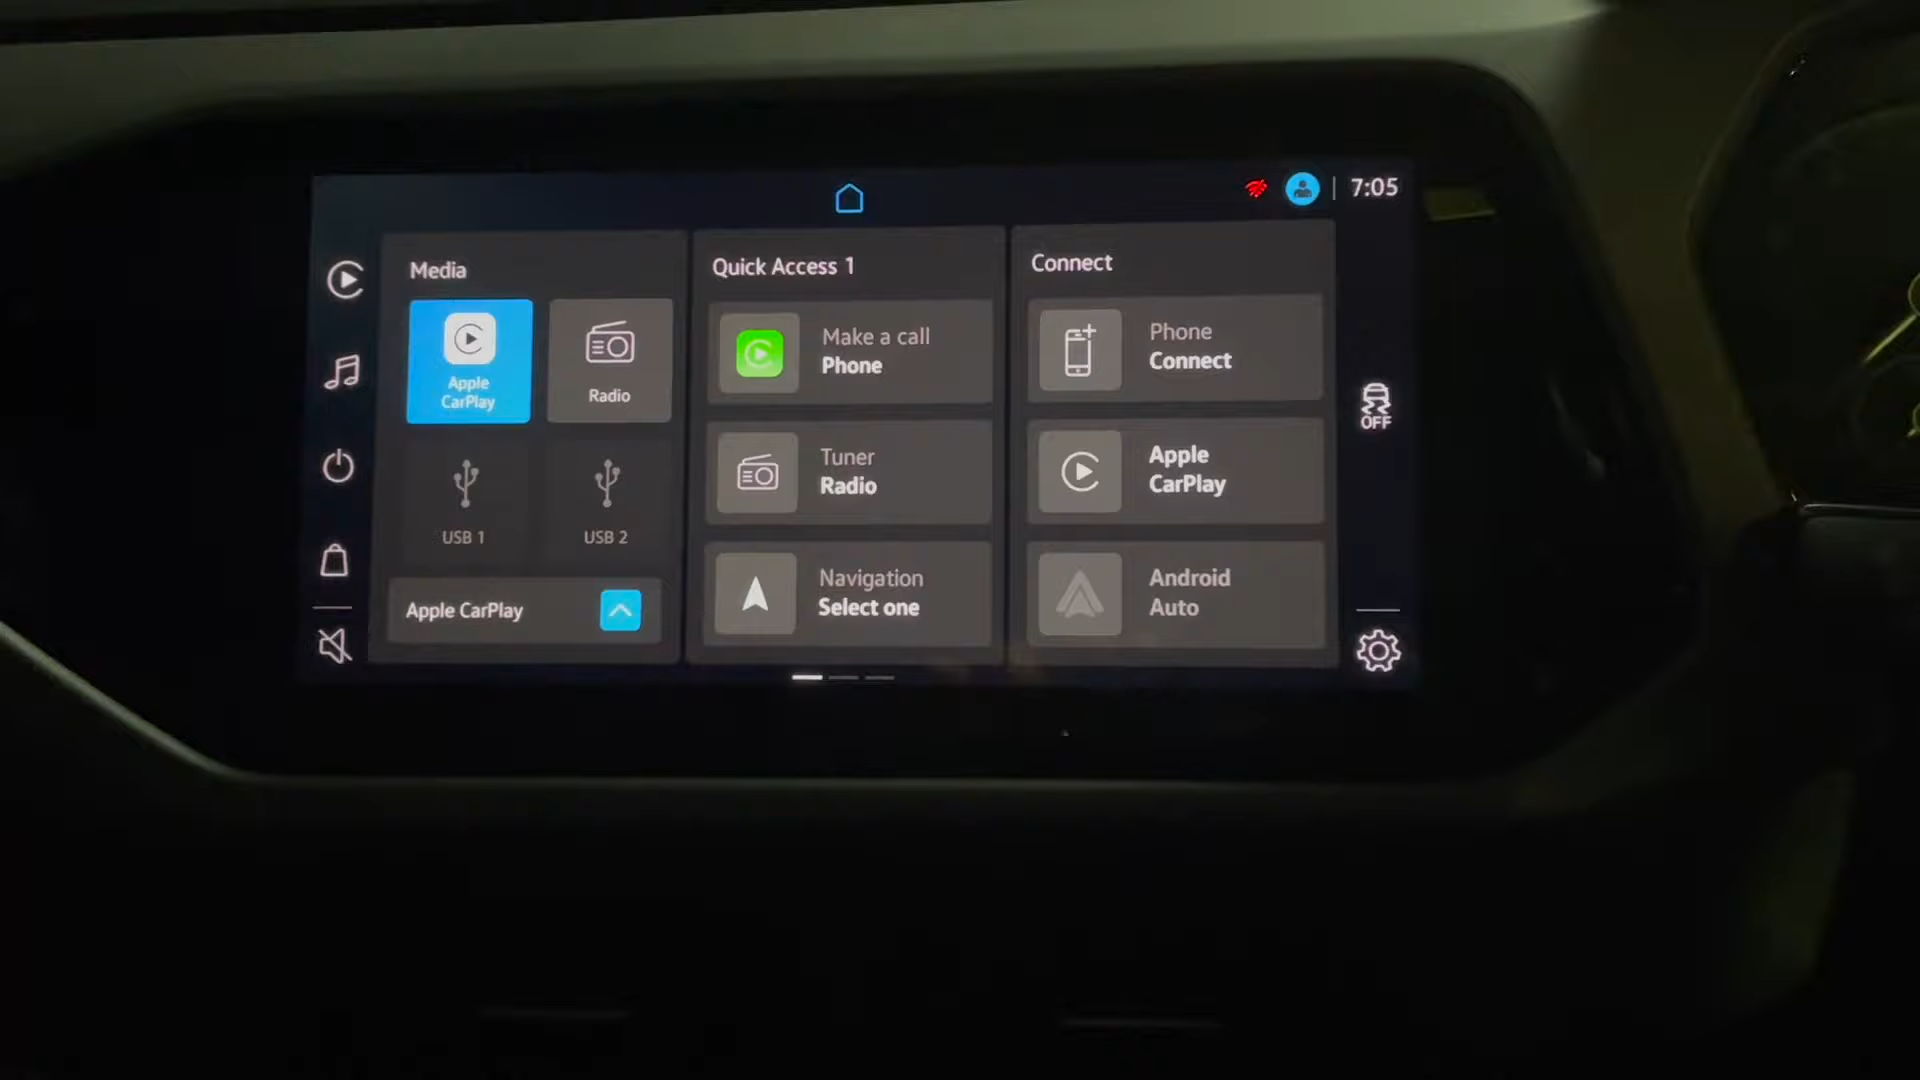 7:05
Media
Apple
CarPlay
Radio
USB 1
USB 2
Apple CarPlay
Quick Access 1
Make a call
Phone
Tuner
Radio
Navigation
Select one
Connect
Phone
Connect
Apple
CarPlay
Android
Auto
OFF